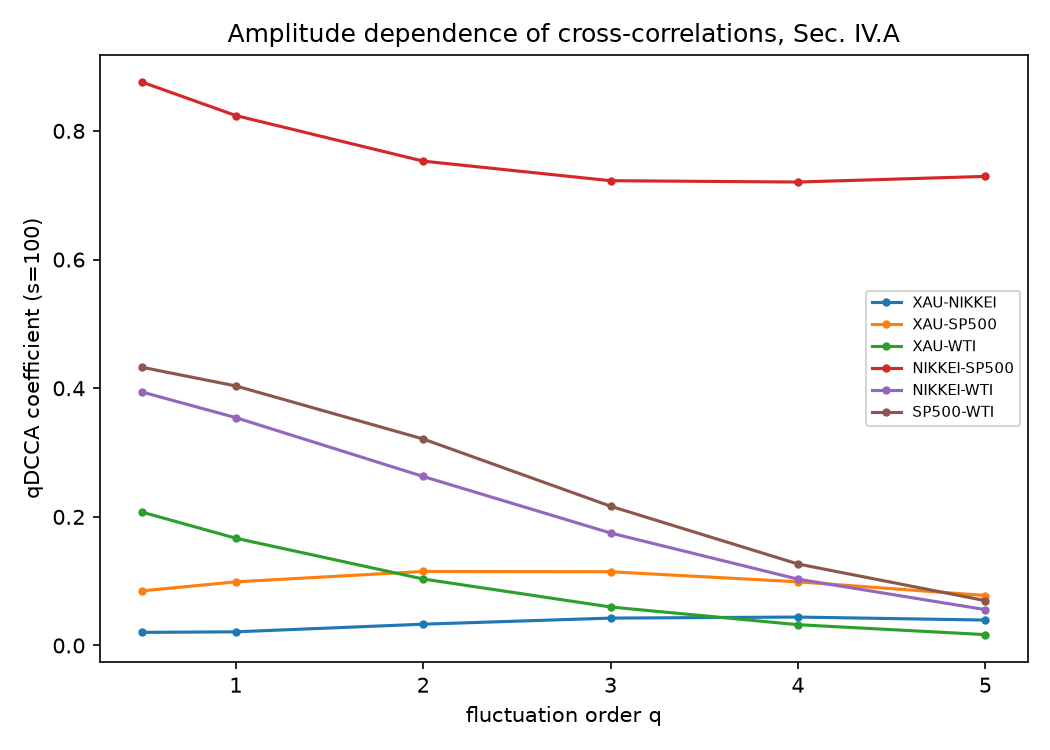 Amplitude dependence of cross-correlations, Sec. IV.A
qDCCA coefficient (s=100)
0.8
0.6
0.4
0.2
0.0
XAU-NIKKEI
XAU-SP500
XAU-WTI
NIKKEI-SP500
NIKKEI-WTI
SP500-WTI
1 2 3 4 5
fluctuation order q